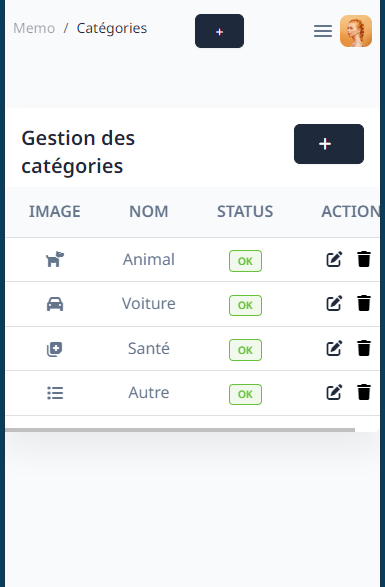 Memo / Catégories
+
Gestion des
catégories
+
IMAGE NOM STATUS ACTION
Animal OK
Voiture OK
Santé OK
Autre OK